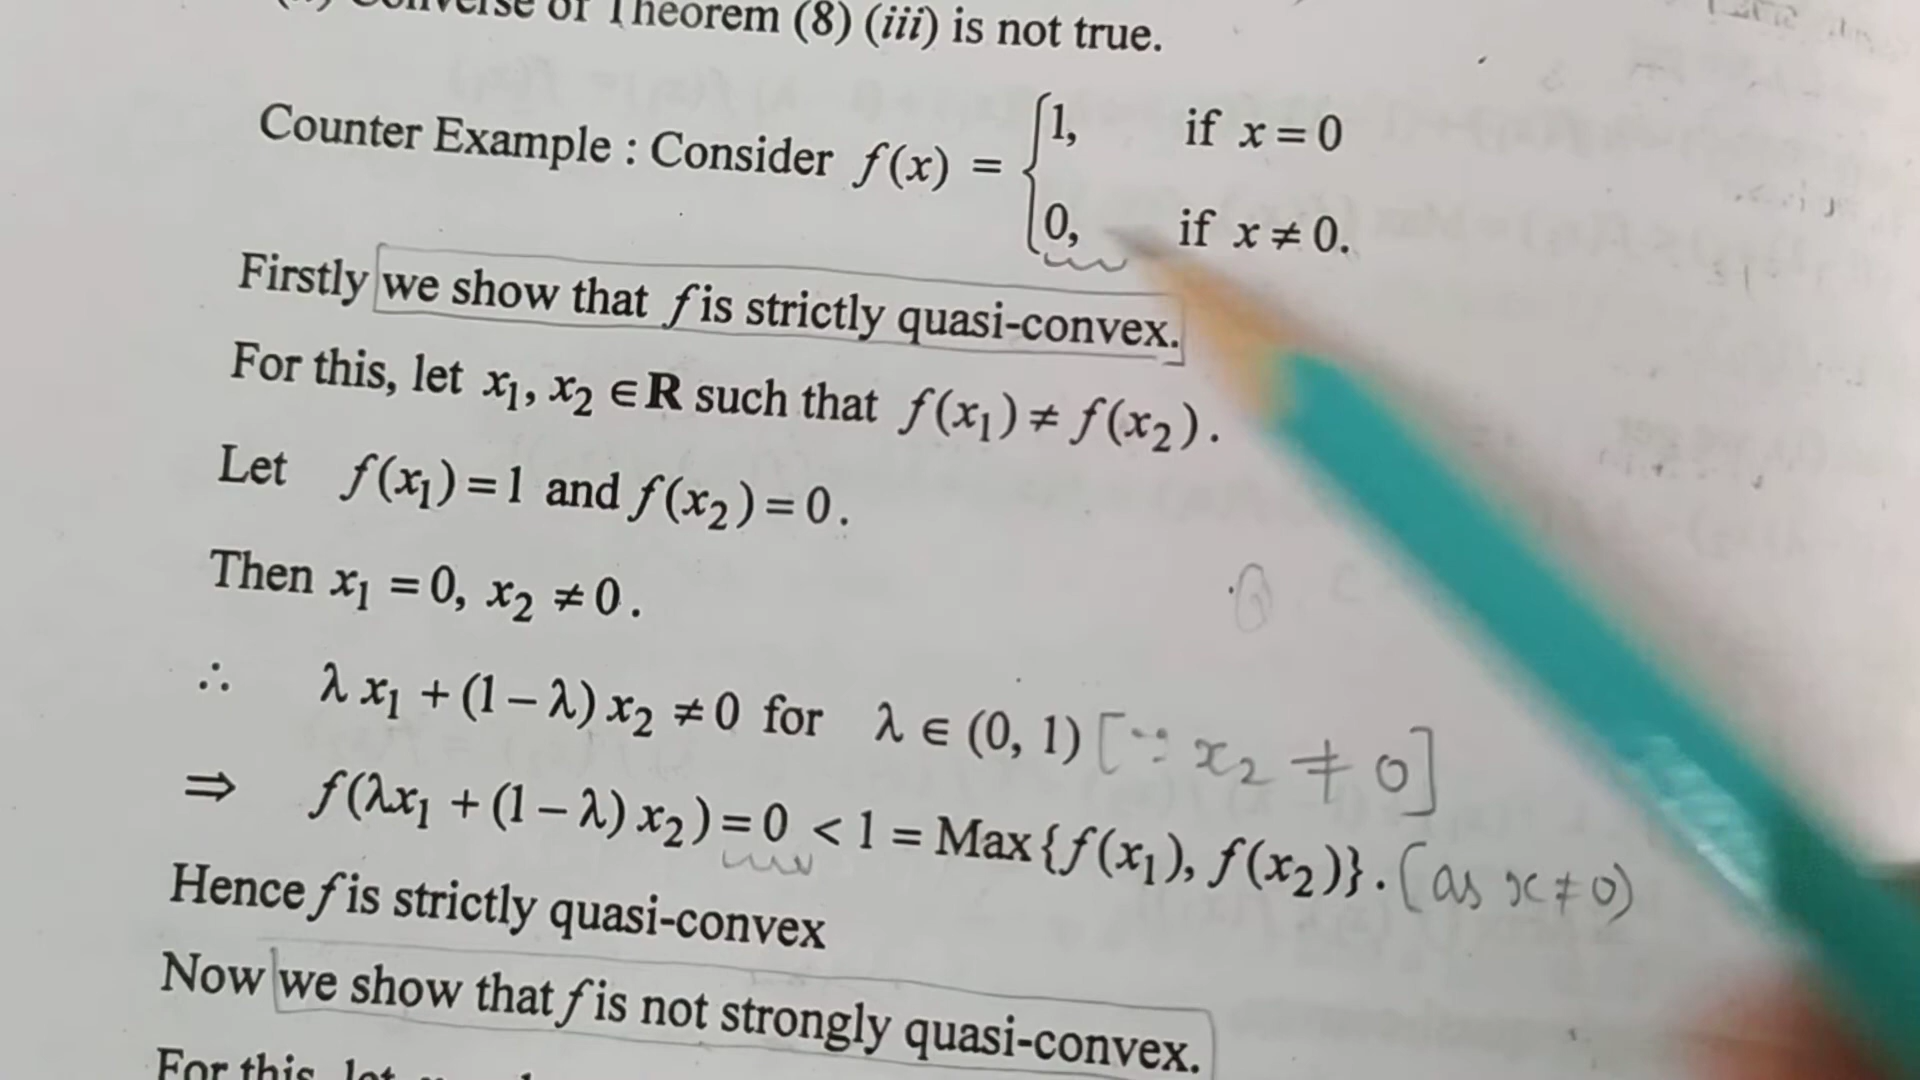 Converse of Theorem (8) (iii) is not true.
Counter Example : Consider f(x) = { 1, if x = 0
0, if x ≠ 0.
Firstly we show that f is strictly quasi-convex.
For this, let x₁, x₂ ∈ R such that f(x₁) ≠ f(x₂).
Let f(x₁) = 1 and f(x₂) = 0.
Then x₁ = 0, x₂ ≠ 0.
∴ λ x₁ + (1 – λ) x₂ ≠ 0 for λ ∈ (0, 1) [∵ x₂ ≠ 0]
⇒ f(λx₁ + (1 – λ) x₂) = 0 < 1 = Max{f(x₁), f(x₂)}. (as x ≠ 0)
Hence f is strictly quasi-convex
Now we show that f is not strongly quasi-convex.
For this, let